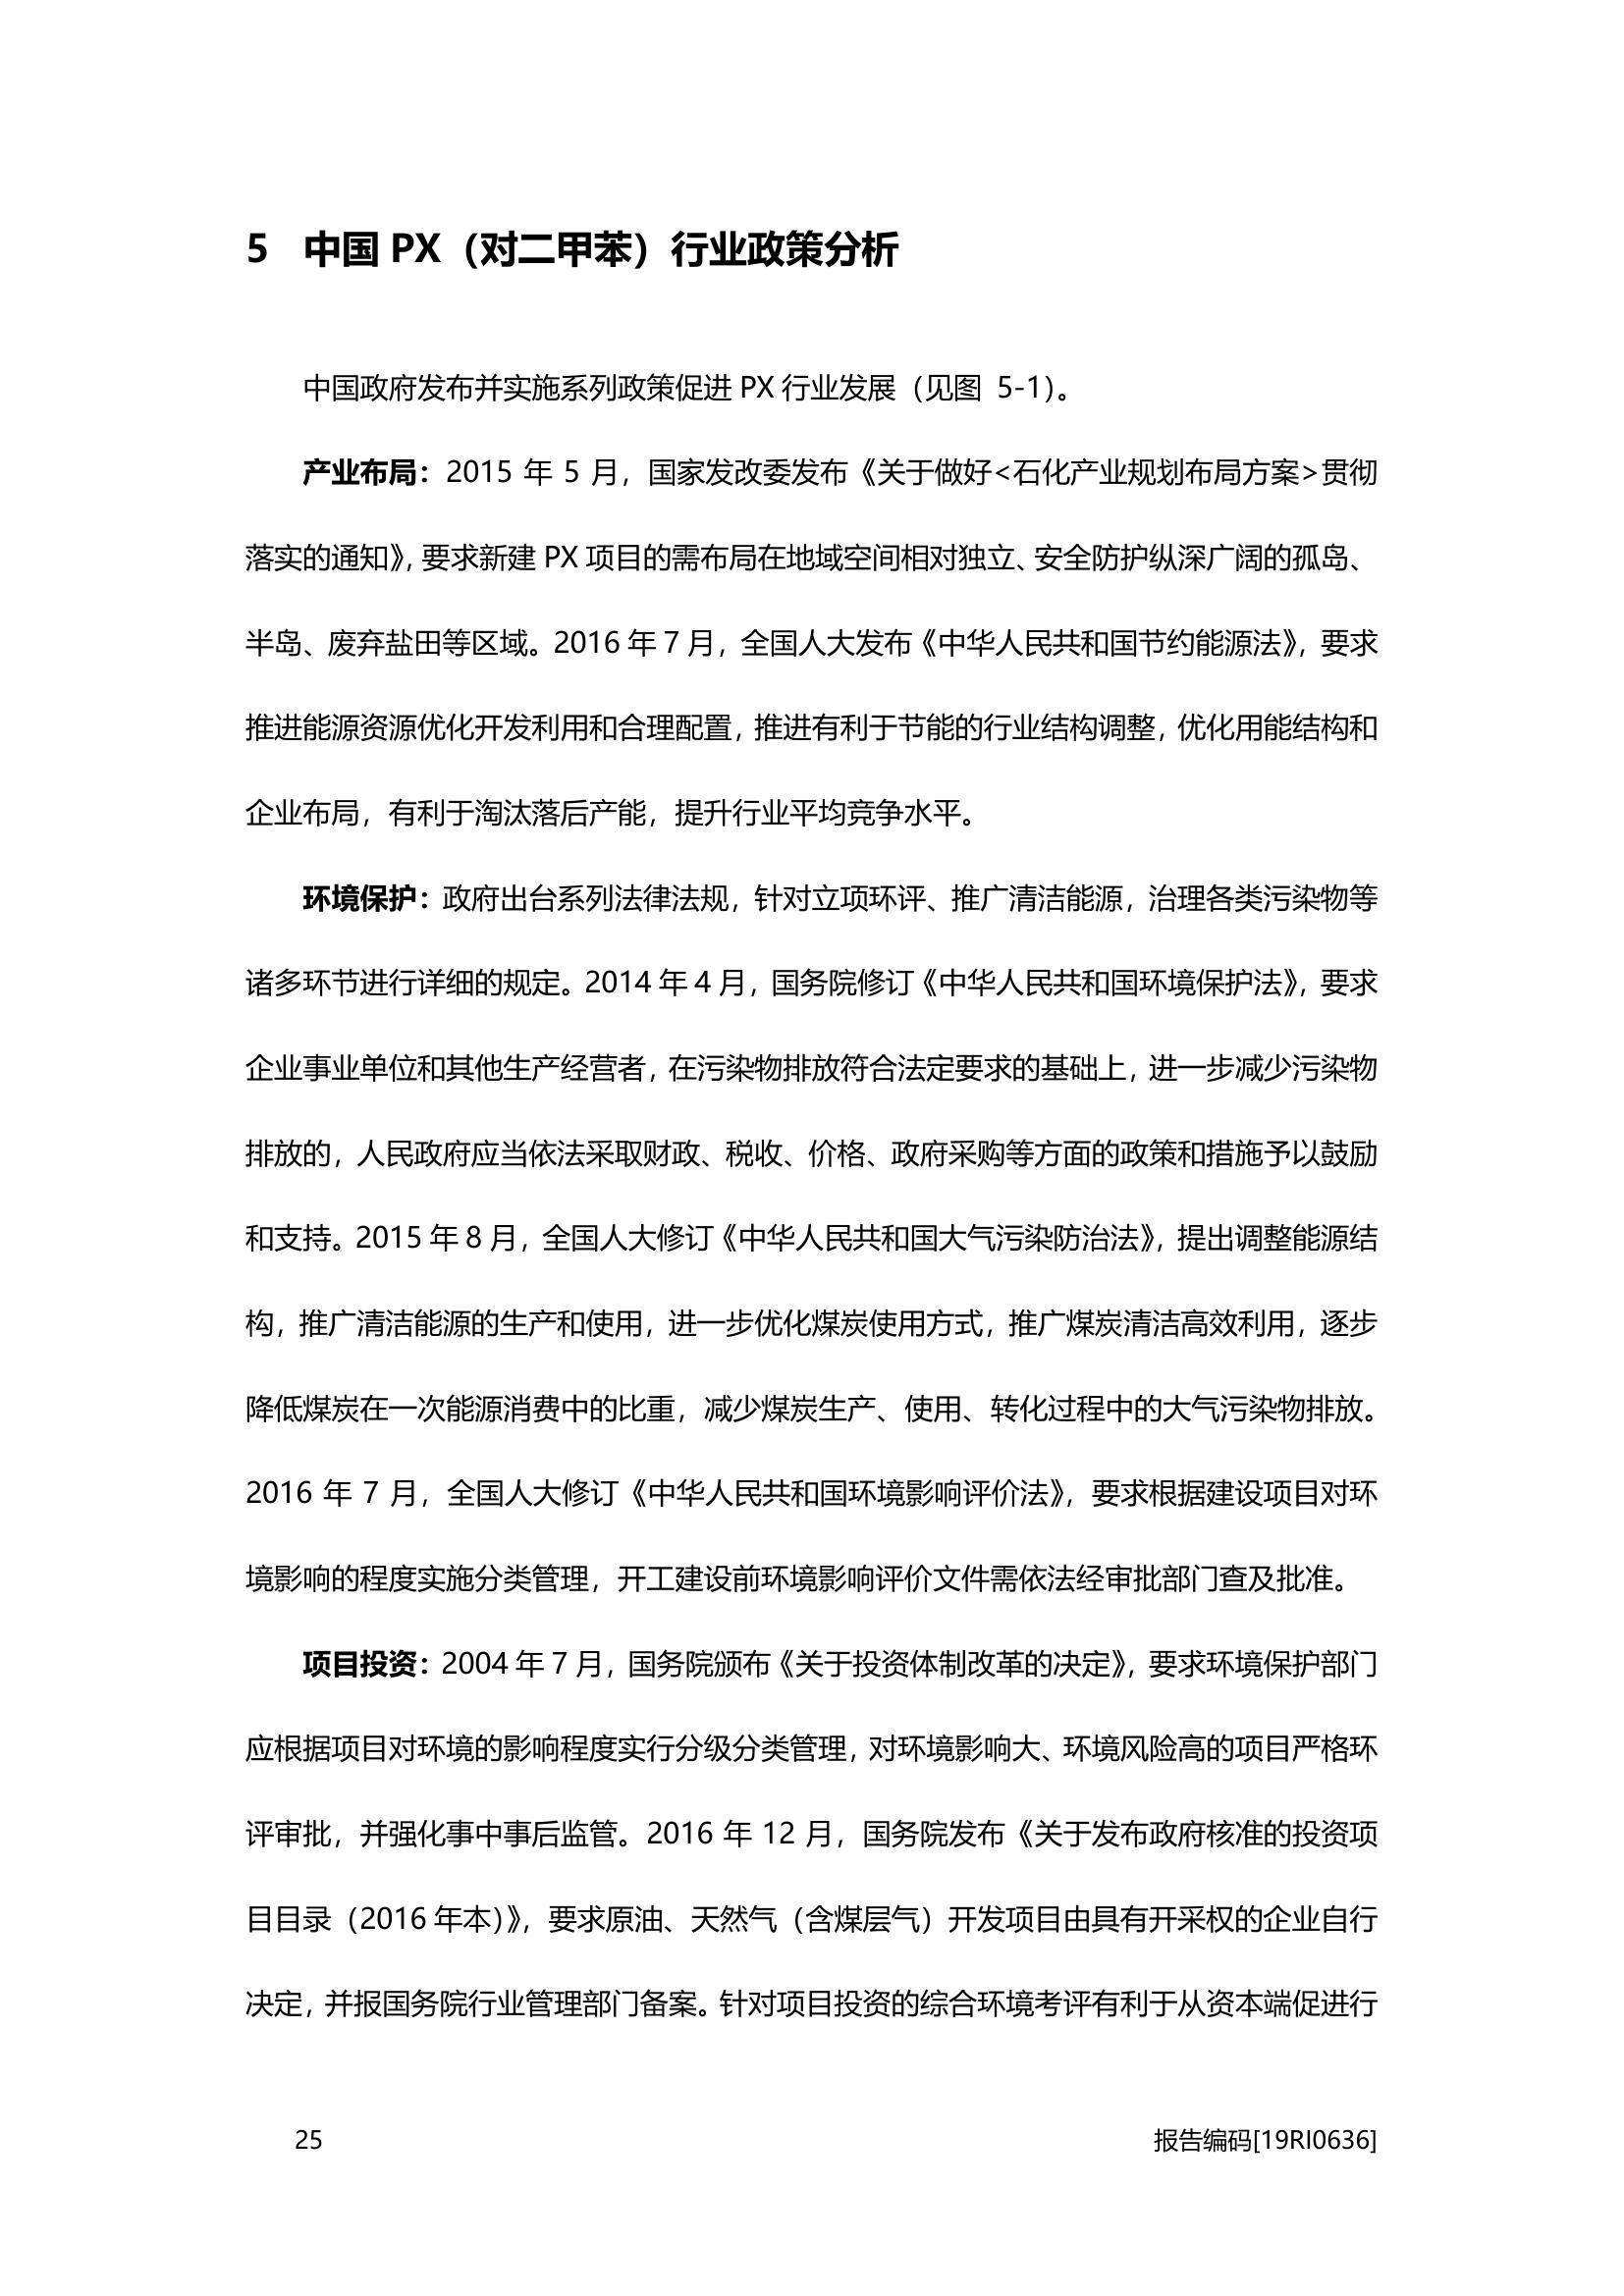 5 中国 PX（对二甲苯）行业政策分析
中国政府发布并实施系列政策促进 PX 行业发展（见图 5-1）。
产业布局：2015 年 5 月，国家发改委发布《关于做好<石化产业规划布局方案>贯彻
落实的通知》，要求新建 PX 项目的需布局在地域空间相对独立、安全防护纵深广阔的孤岛、
半岛、废弃盐田等区域。2016 年 7 月，全国人大发布《中华人民共和国节约能源法》，要求
推进能源资源优化开发利用和合理配置，推进有利于节能的行业结构调整，优化用能结构和
企业布局，有利于淘汰落后产能，提升行业平均竞争水平。
环境保护：政府出台系列法律法规，针对立项环评、推广清洁能源，治理各类污染物等
诸多环节进行详细的规定。2014 年 4 月，国务院修订《中华人民共和国环境保护法》，要求
企业事业单位和其他生产经营者，在污染物排放符合法定要求的基础上，进一步减少污染物
排放的，人民政府应当依法采取财政、税收、价格、政府采购等方面的政策和措施予以鼓励
和支持。2015 年 8 月，全国人大修订《中华人民共和国大气污染防治法》，提出调整能源结
构，推广清洁能源的生产和使用，进一步优化煤炭使用方式，推广煤炭清洁高效利用，逐步
降低煤炭在一次能源消费中的比重，减少煤炭生产、使用、转化过程中的大气污染物排放。
2016 年 7 月，全国人大修订《中华人民共和国环境影响评价法》，要求根据建设项目对环
境影响的程度实施分类管理，开工建设前环境影响评价文件需依法经审批部门查及批准。
项目投资：2004 年 7 月，国务院颁布《关于投资体制改革的决定》，要求环境保护部门
应根据项目对环境的影响程度实行分级分类管理，对环境影响大、环境风险高的项目严格环
评审批，并强化事中事后监管。2016 年 12 月，国务院发布《关于发布政府核准的投资项
目目录（2016 年本）》，要求原油、天然气（含煤层气）开发项目由具有开采权的企业自行
决定，并报国务院行业管理部门备案。针对项目投资的综合环境考评有利于从资本端促进行
25 报告编码[19RI0636]